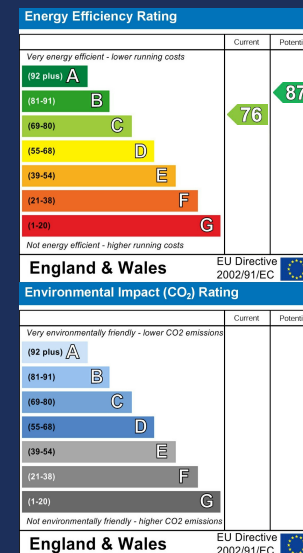 Energy Efficiency Rating
Current Potenti
Very energy efficient - lower running costs
(92 plus) A
(81-91) B
(69-80) C
(55-68) D
(39-54) E
(21-38) F
(1-20) G
76
87
Not energy efficient - higher running costs
England & Wales
EU Directive
2002/91/EC
Environmental Impact (CO2) Rating
Current Potenti
Very environmentally friendly - lower CO2 emissions
(92 plus) A
(81-91) B
(69-80) C
(55-68) D
(39-54) E
(21-38) F
(1-20) G
Not environmentally friendly - higher CO2 emissions
England & Wales
EU Directive
2002/91/EC